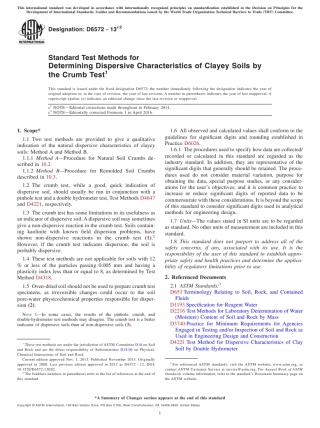 This international standard was developed in accordance with internationally recognized principles on standardization established in the Decision on Principles for the
Development of International Standards, Guides and Recommendations issued by the World Trade Organization Technical Barriers to Trade (TBT) Committee.
Designation: D6572 − 13
Standard Test Methods for
Determining Dispersive Characteristics of Clayey Soils by
the Crumb Test1
This standard is issued under the fixed designation D6572; the number immediately following the designation indicates the year of
original adoption or, in the case of revision, the year of last revision. A number in parentheses indicates the year of last reapproval. A
superscript epsilon (ε) indicates an editorial change since the last revision or reapproval.
ε1 NOTE—Editorial corrections made throughout in February 2014.
ε2 NOTE—Editorially corrected Footnote 1 in April 2016.
1. Scope*
1.1 Two test methods are provided to give a qualitative
indication of the natural dispersive characteristics of clayey
soils: Method A and Method B.
1.1.1 Method A—Procedure for Natural Soil Crumbs de-
scribed in 10.2.
1.1.2 Method B—Procedure for Remolded Soil Crumbs
described in 10.3.
1.2 The crumb test, while a good, quick indication of
dispersive soil, should usually be run in conjunction with a
pinhole test and a double hydrometer test, Test Methods D4647
and D4221, respectively.
1.3 The crumb test has some limitations in its usefulness as
an indicator of dispersive soil. A dispersive soil may sometimes
give a non-dispersive reaction in the crumb test. Soils contain-
ing kaolinite with known field dispersion problems, have
shown non-dispersive reactions in the crumb test (1).2
However, if the crumb test indicates dispersion, the soil is
probably dispersive.
1.4 These test methods are not applicable for soils with 12
% or less of the particles passing 0.005 mm and having a
plasticity index less than or equal to 8, as determined by Test
Method D4318.
1.5 Oven-dried soil should not be used to prepare crumb test
specimens, as irreversible changes could occur to the soil
pore-water physicochemical properties responsible for disper-
sion (2).
NOTE 1—In some cases, the results of the pinhole, crumb, and
double-hydrometer test methods may disagree. The crumb test is a better
indicator of dispersive soils than of non-dispersive soils (3).
1 These test methods are under the jurisdiction of ASTM Committee D18 on Soil
and Rock and are the direct responsibility of Subcommittee D18.06 on Physical-
Chemical Interactions of Soil and Rock.
Current edition approved Nov. 1, 2013. Published November 2013. Originally
approved in 2000. Last previous edition approved in 2012 as D6572 – 12. DOI:
2 The boldface numbers in parentheses refer to the list of references at the end of
this standard.
1.6 All observed and calculated values shall conform to the
guidelines for significant digits and rounding established in
Practice D6026.
1.6.1 The procedures used to specify how data are collected/
recorded or calculated in this standard are regarded as the
industry standard. In addition, they are representative of the
significant digits that generally should be retained. The proce-
dures used do not consider material variation, purpose for
obtaining the data, special purpose studies, or any consider-
ations for the user's objectives; and it is common practice to
increase or reduce significant digits of reported data to be
commensurate with these considerations. It is beyond the scope
of this standard to consider significant digits used in analytical
methods for engineering design.
1.7 Units—The values stated in SI units are to be regarded
as standard. No other units of measurement are included in this
standard.
1.8 This standard does not purport to address all of the
safety concerns, if any, associated with its use. It is the
responsibility of the user of this standard to establish appro-
priate safety and health practices and determine the applica-
bility of regulatory limitations prior to use.
2. Referenced Documents
2.1 ASTM Standards:3
D653 Terminology Relating to Soil, Rock, and Contained
Fluids
D1193 Specification for Reagent Water
D2216 Test Methods for Laboratory Determination of Water
(Moisture) Content of Soil and Rock by Mass
D3740 Practice for Minimum Requirements for Agencies
Engaged in Testing and/or Inspection of Soil and Rock as
Used in Engineering Design and Construction
D4221 Test Method for Dispersive Characteristics of Clay
Soil by Double Hydrometer
3 For referenced ASTM standards, visit the ASTM website, www.astm.org, or
contact ASTM Customer Service at service@astm.org. For Annual Book of ASTM
Standards volume information, refer to the standard's Document Summary page on
the ASTM website.
*A Summary of Changes section appears at the end of this standard
1